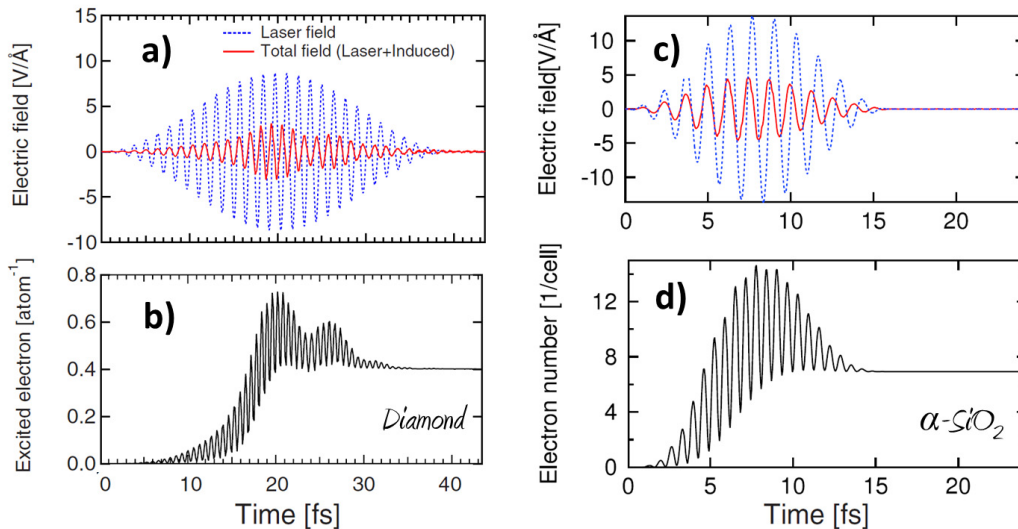 a)
Laser field
Total field (Laser+Induced)
Electric field [V/Å]
15
10
5
0
-5
-10
b)
Diamond
Excited electron [atom⁻¹]
0.8
0.6
0.4
0.2
0.0
0 10 20 30 40
Time [fs]
c)
Electric field[V/Å]
10
5
0
-5
-10
0 5 10 15 20
d)
α-SiO₂
Electron number [1/cell]
12
8
4
0
0 5 10 15 20
Time [fs]